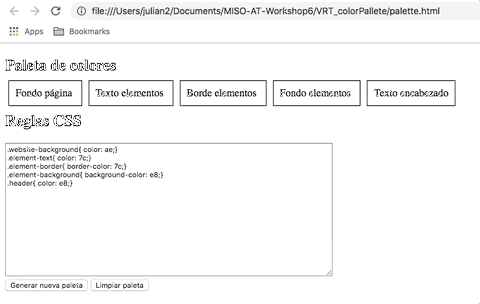 file:///Users/julian2/Documents/MISO-AT-Workshop6/VRT_colorPallete/palette.html
Apps Bookmarks
Paleta de colores
Fondo página Texto elementos Borde elementos Fondo elementos Texto encabezado
Reglas CSS
.website-background{ color: ae;}
.element-text{ color: 7c;}
.element-border{ border-color: 7c;}
.element-background{ background-color: e8;}
.header{ color: e8;}
Generar nueva paleta Limpiar paleta